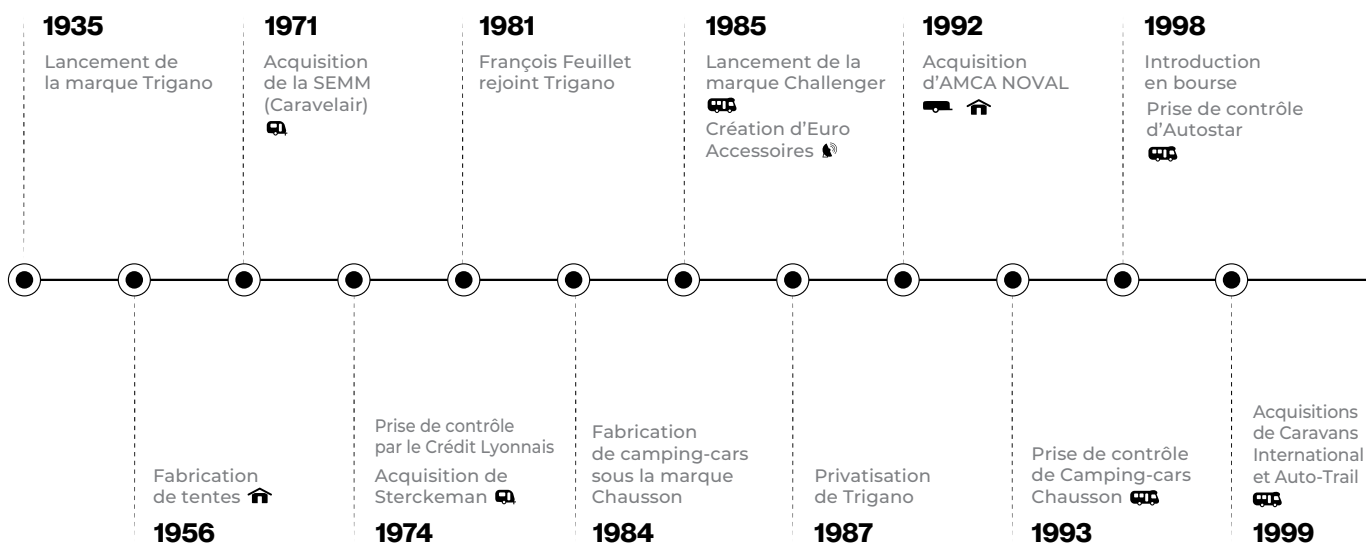 1935
Lancement de
la marque Trigano
1971
Acquisition
de la SEMM
(Caravelair)
1981
François Feuillet
rejoint Trigano
1985
Lancement de la
marque Challenger
Création d’Euro
Accessoires
1992
Acquisition
d’AMCA NOVAL
1998
Introduction
en bourse
Prise de contrôle
d’Autostar
Fabrication
de tentes
1956
Prise de contrôle
par le Crédit Lyonnais
Acquisition de
Sterckeman
1974
Fabrication
de camping-cars
sous la marque
Chausson
1984
Privatisation
de Trigano
1987
Prise de contrôle
de Camping-cars
Chausson
1993
Acquisitions
de Caravans
International
et Auto-Trail
1999